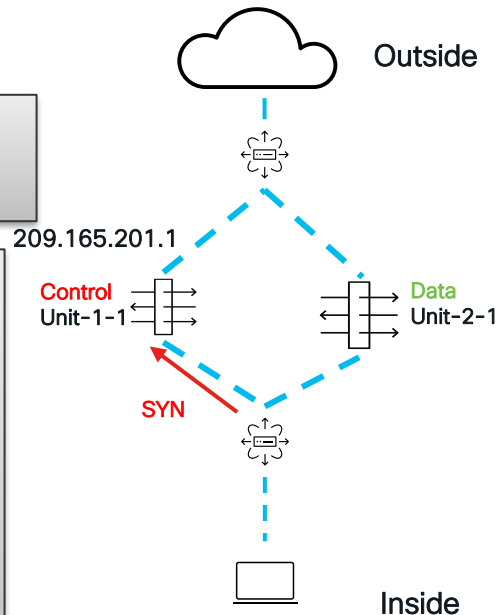 Outside
209.165.201.1
Control
Unit-1-1
Data
Unit-2-1
SYN
Inside